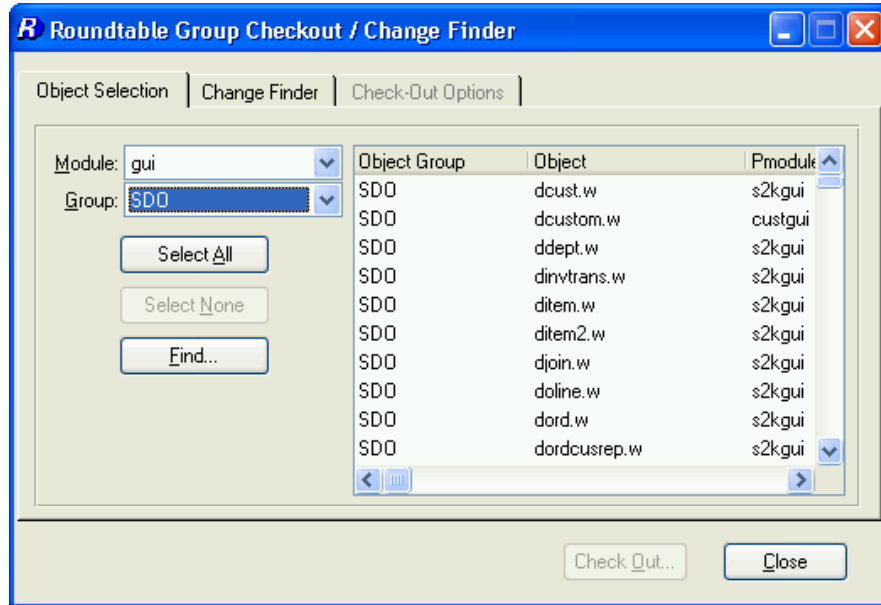 R Roundtable Group Checkout / Change Finder
Object Selection Change Finder Check-Out Options
Module: gui
Group: SDO
Select All
Select None
Find...
Object Group Object Pmodule
SDO dcust.w s2kgui
SDO dcustom.w custgui
SDO ddept.w s2kgui
SDO dinvtrans.w s2kgui
SDO ditem.w s2kgui
SDO ditem2.w s2kgui
SDO djoin.w s2kgui
SDO doline.w s2kgui
SDO dord.w s2kgui
SDO dordcusrep.w s2kgui
Check Out... Close